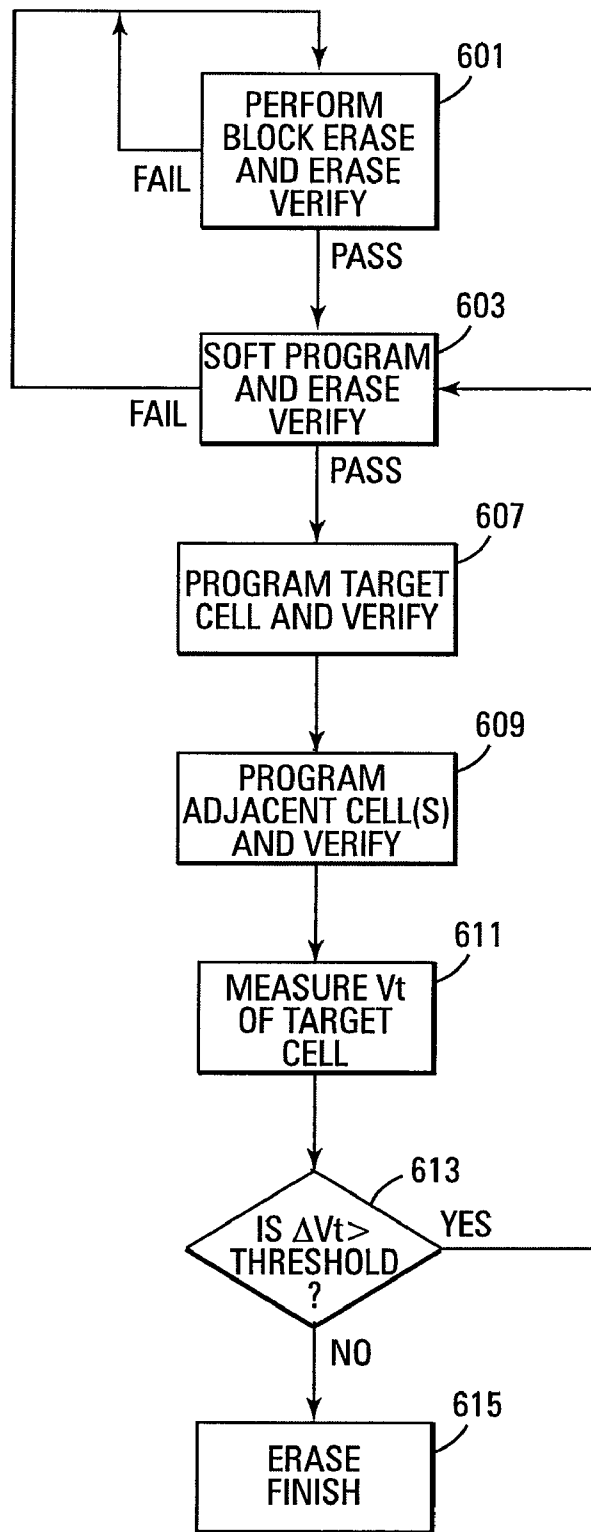 601
PERFORM
BLOCK ERASE
AND ERASE
VERIFY
FAIL
PASS
603
SOFT PROGRAM
AND ERASE
VERIFY
FAIL
PASS
607
PROGRAM TARGET
CELL AND VERIFY
609
PROGRAM
ADJACENT CELL(S)
AND VERIFY
611
MEASURE Vt
OF TARGET
CELL
613
IS ΔVt>
THRESHOLD
?
YES
NO
615
ERASE
FINISH